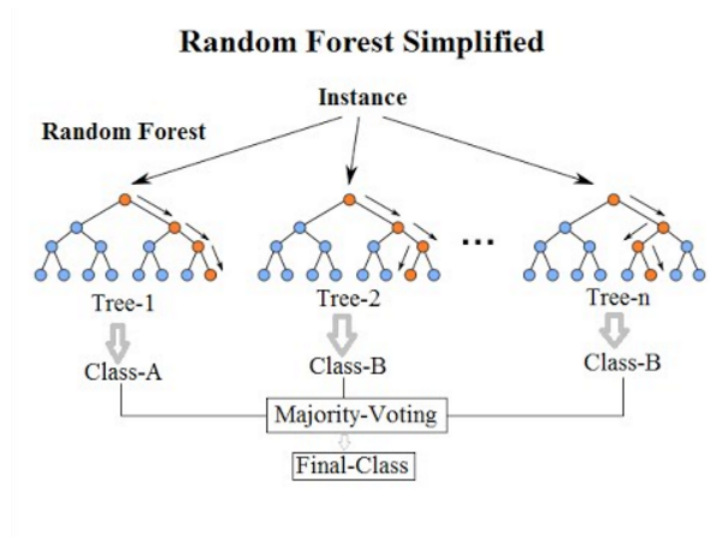 Random Forest Simplified
Instance
Random Forest
...
Tree-1
Tree-2
Tree-n
Class-A
Class-B
Class-B
Majority-Voting
Final-Class